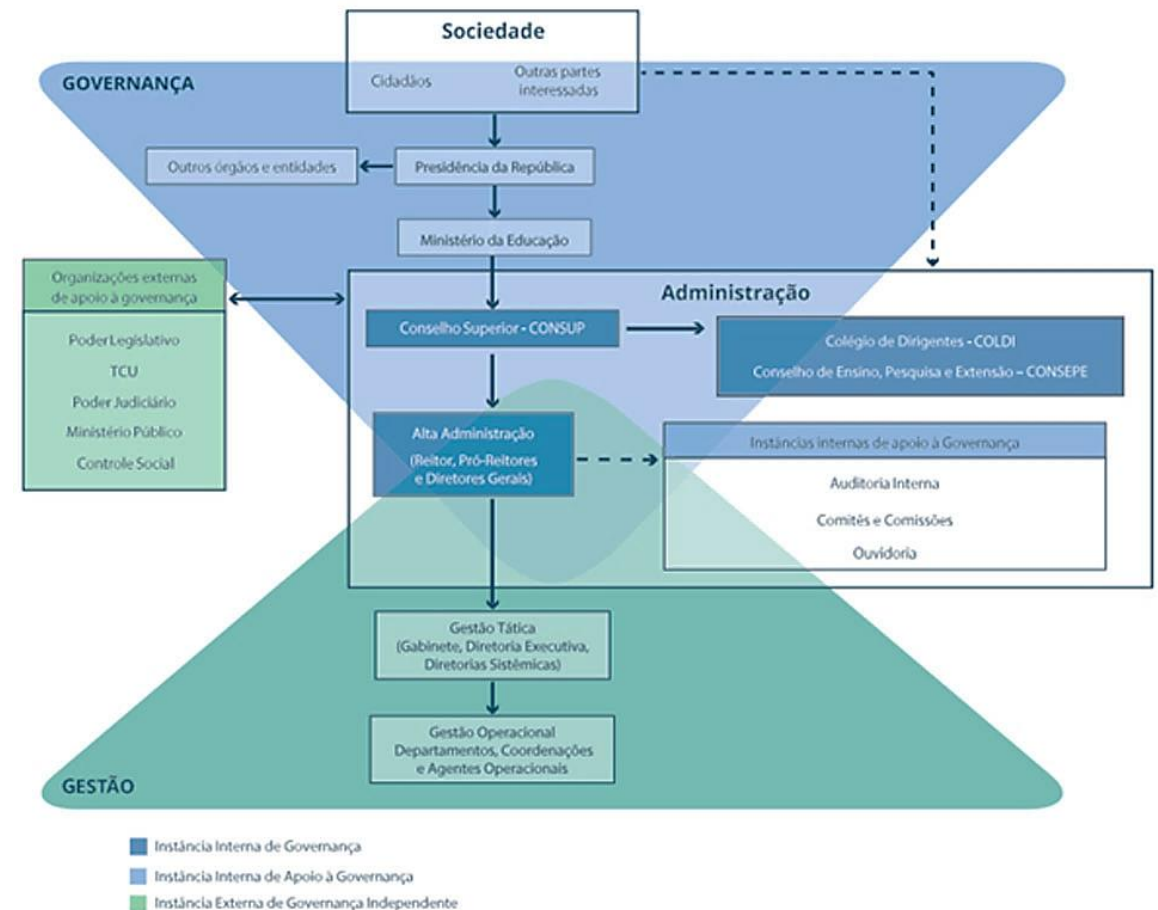 Sociedade
GOVERNANÇA
Cidadãos
Outras partes
interessadas
Outros órgãos e entidades
Presidência da República
Ministério da Educação
Organizações externas
de apoio à governança
Poder Legislativo
TCU
Poder Judiciário
Ministério Público
Controle Social
Administração
Conselho Superior - CONSUP
Colégio de Dirigentes - COLDI
Conselho de Ensino, Pesquisa e Extensão – CONSEPE
Alta Administração
(Reitor, Pró-Reitores
e Diretores Gerais)
Instâncias internas de apoio à Governança
Auditoria Interna
Comitês e Comissões
Ouvidoria
Gestão Tática
(Gabinete, Diretoria Executiva,
Diretorias Sistêmicas)
Gestão Operacional
Departamentos, Coordenações
e Agentes Operacionais
GESTÃO
Instância Interna de Governança
Instância Interna de Apoio à Governança
Instância Externa de Governança Independente